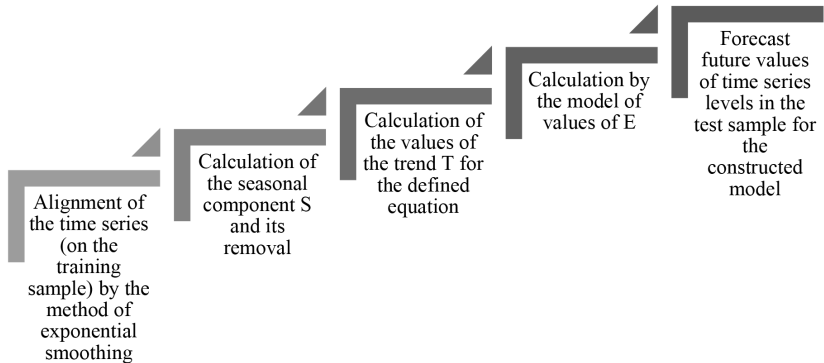 Alignment of
the time series
(on the
training
sample) by the
method of
exponential
smoothing
Calculation of
the seasonal
component S
and its
removal
Calculation of
the values of
the trend T for
the defined
equation
Calculation by
the model of
values of E
Forecast
future values
of time series
levels in the
test sample for
the
constructed
model